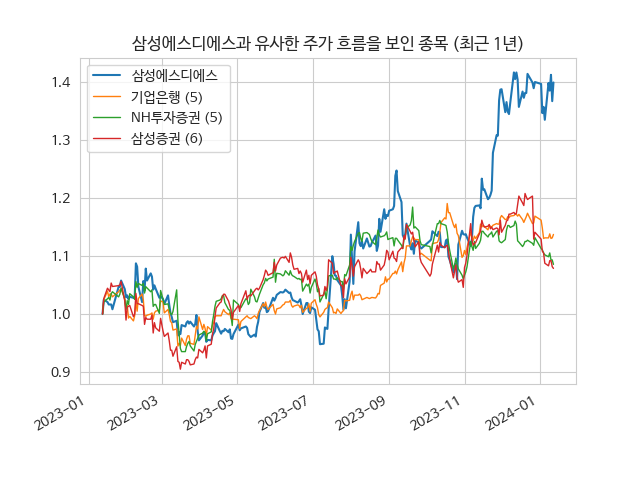 삼성에스디에스과 유사한 주가 흐름을 보인 종목 (최근 1년)
삼성에스디에스
기업은행 (5)
NH투자증권 (5)
삼성증권 (6)
1.4
1.3
1.2
1.1
1.0
0.9
2023-01
2023-03
2023-05
2023-07
2023-09
2023-11
2024-01